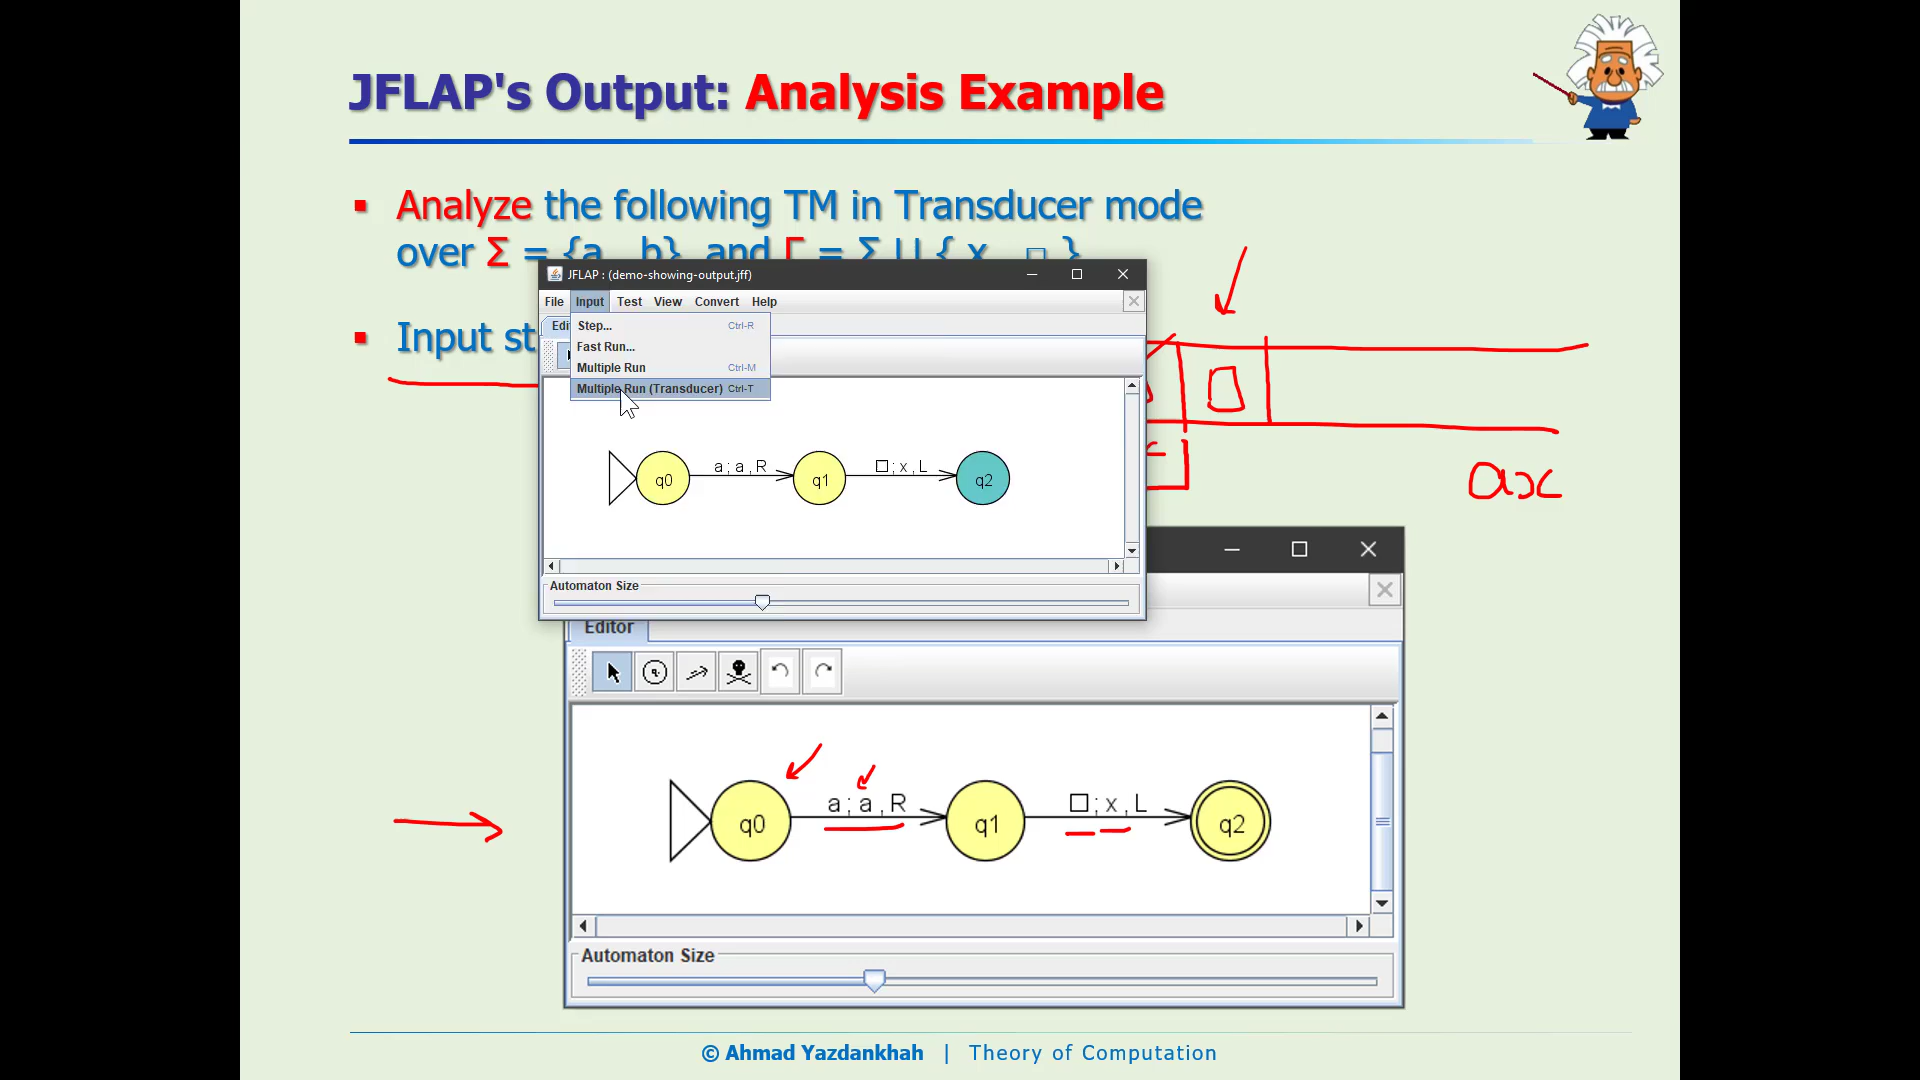 JFLAP's Output: Analysis Example
▪ Analyze the following TM in Transducer mode
over Σ = {a , b} and Γ = Σ U { x , □ }
▪ Input st
JFLAP : (demo-showing-output.jff)
File Input Test View Convert Help
Step... Ctrl-R
Fast Run...
Multiple Run Ctrl-M
Multiple Run (Transducer) Ctrl-T
q0 a ; a , R q1 □ ; x , L q2
Automaton Size
□
ax
Editor
q0 a ; a , R q1 □ ; x , L q2
Automaton Size
© Ahmad Yazdankhah | Theory of Computation